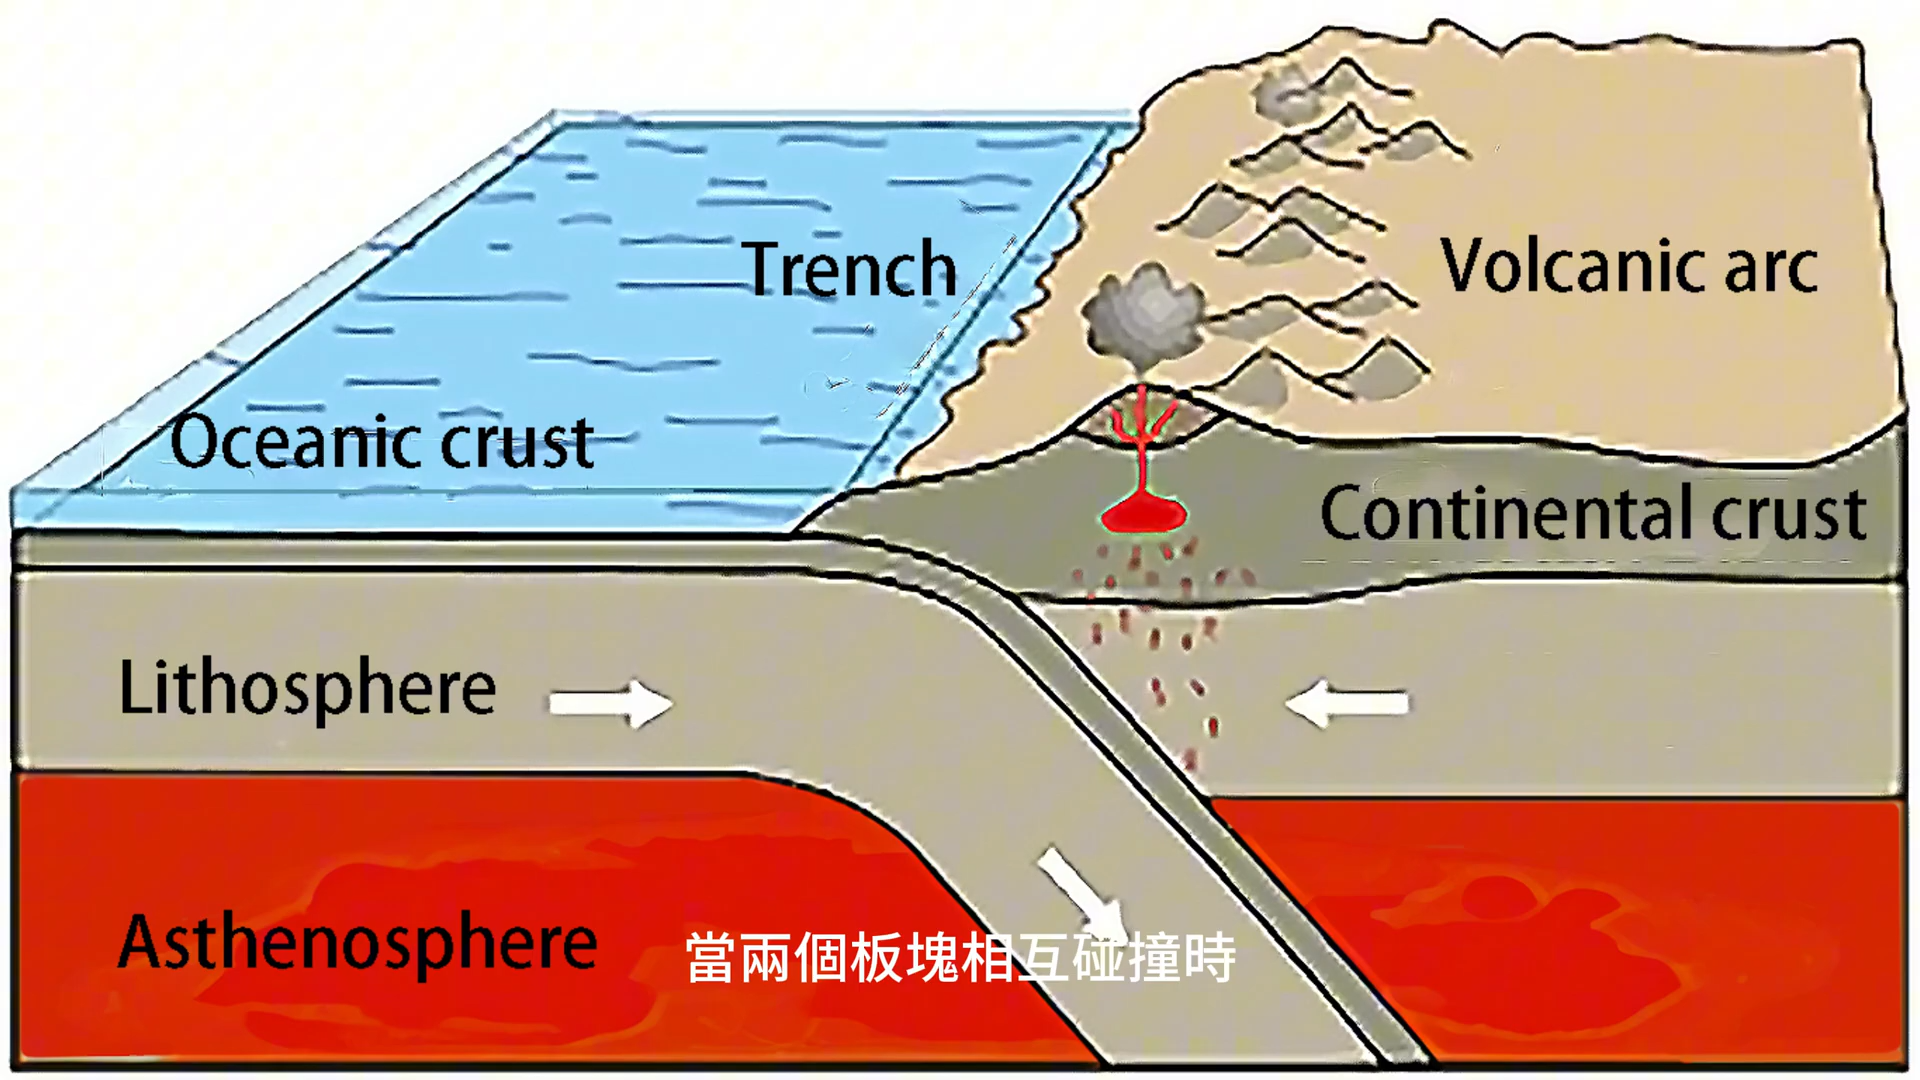 Trench
Volcanic arc
Oceanic crust
Continental crust
Lithosphere
Asthenosphere
當兩個板塊相互碰撞時